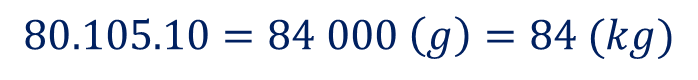 80.105.10 = 84 000 (g) = 84 (kg)